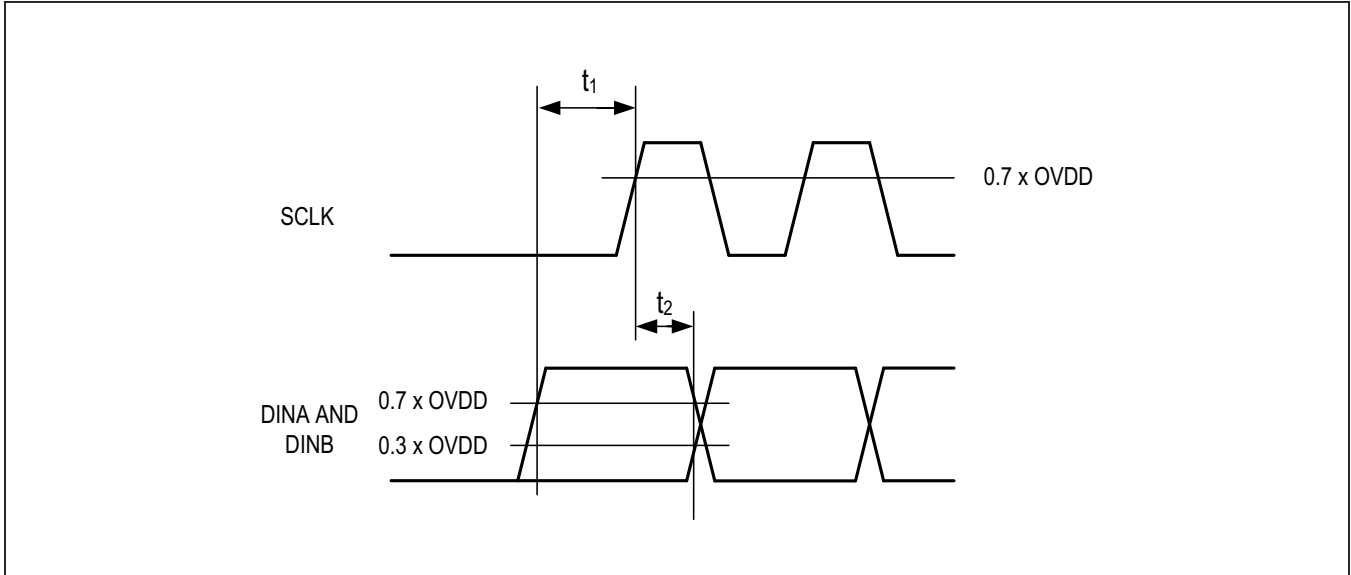 t₁
0.7 x OVDD
SCLK
t₂
0.7 x OVDD
DINA AND
DINB
0.3 x OVDD